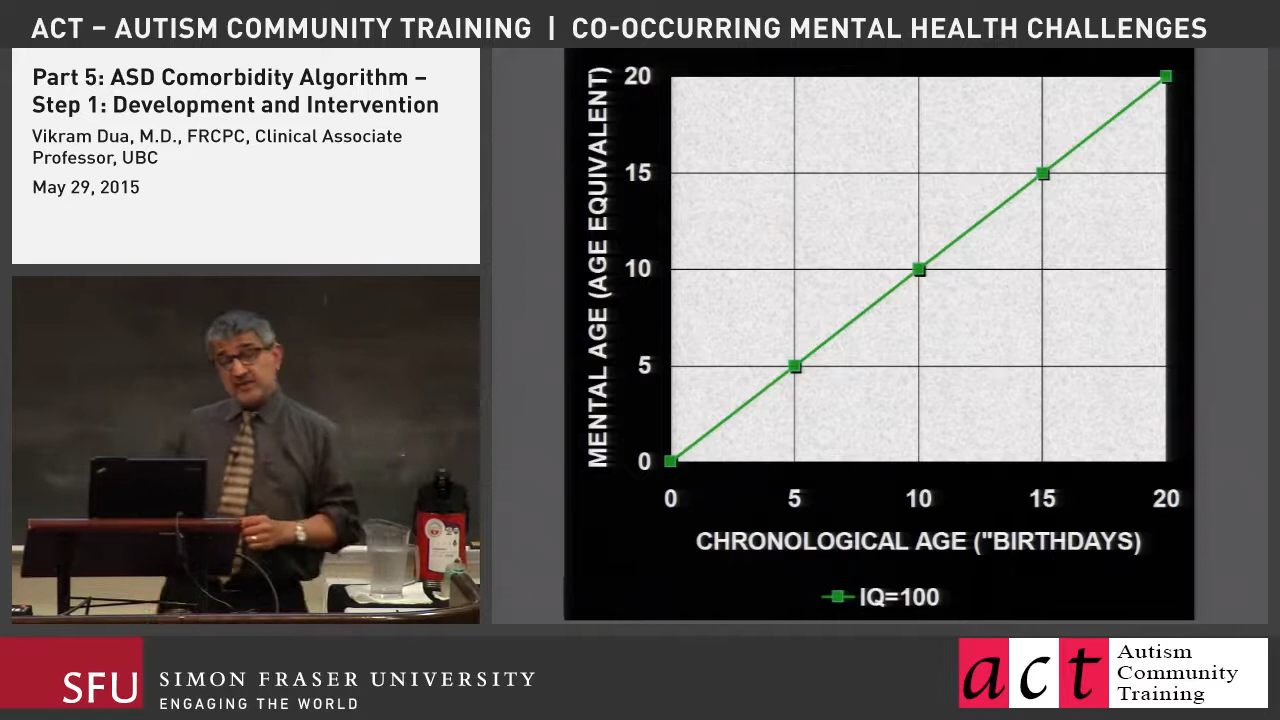 ACT – AUTISM COMMUNITY TRAINING | CO-OCCURRING MENTAL HEALTH CHALLENGES
Part 5: ASD Comorbidity Algorithm –
Step 1: Development and Intervention
Vikram Dua, M.D., FRCPC, Clinical Associate
Professor, UBC
May 29, 2015
MENTAL AGE (AGE EQUIVALENT)
20
15
10
5
0
0 5 10 15 20
CHRONOLOGICAL AGE ("BIRTHDAYS)
IQ=100
SFU
SIMON FRASER UNIVERSITY
ENGAGING THE WORLD
act
Autism
Community
Training